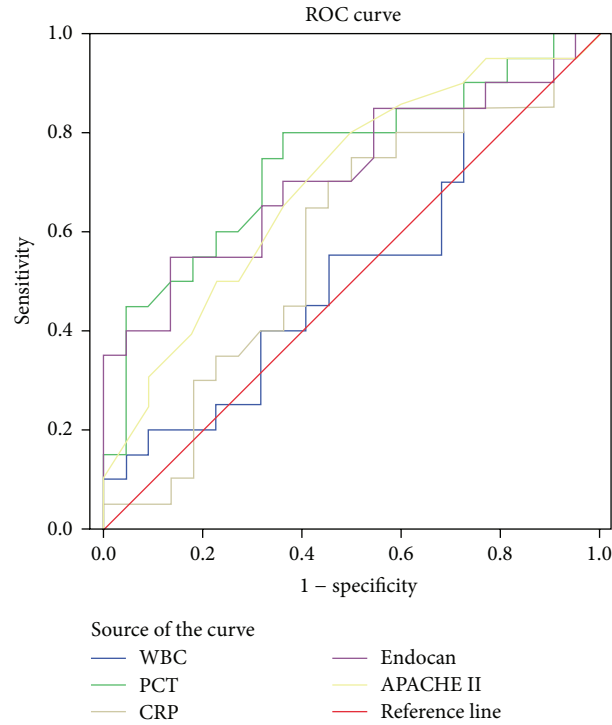 ROC curve
1.0
0.8
0.6
0.4
0.2
0.0
Sensitivity
0.0 0.2 0.4 0.6 0.8 1.0
1 − specificity
Source of the curve
WBC
PCT
CRP
Endocan
APACHE II
Reference line